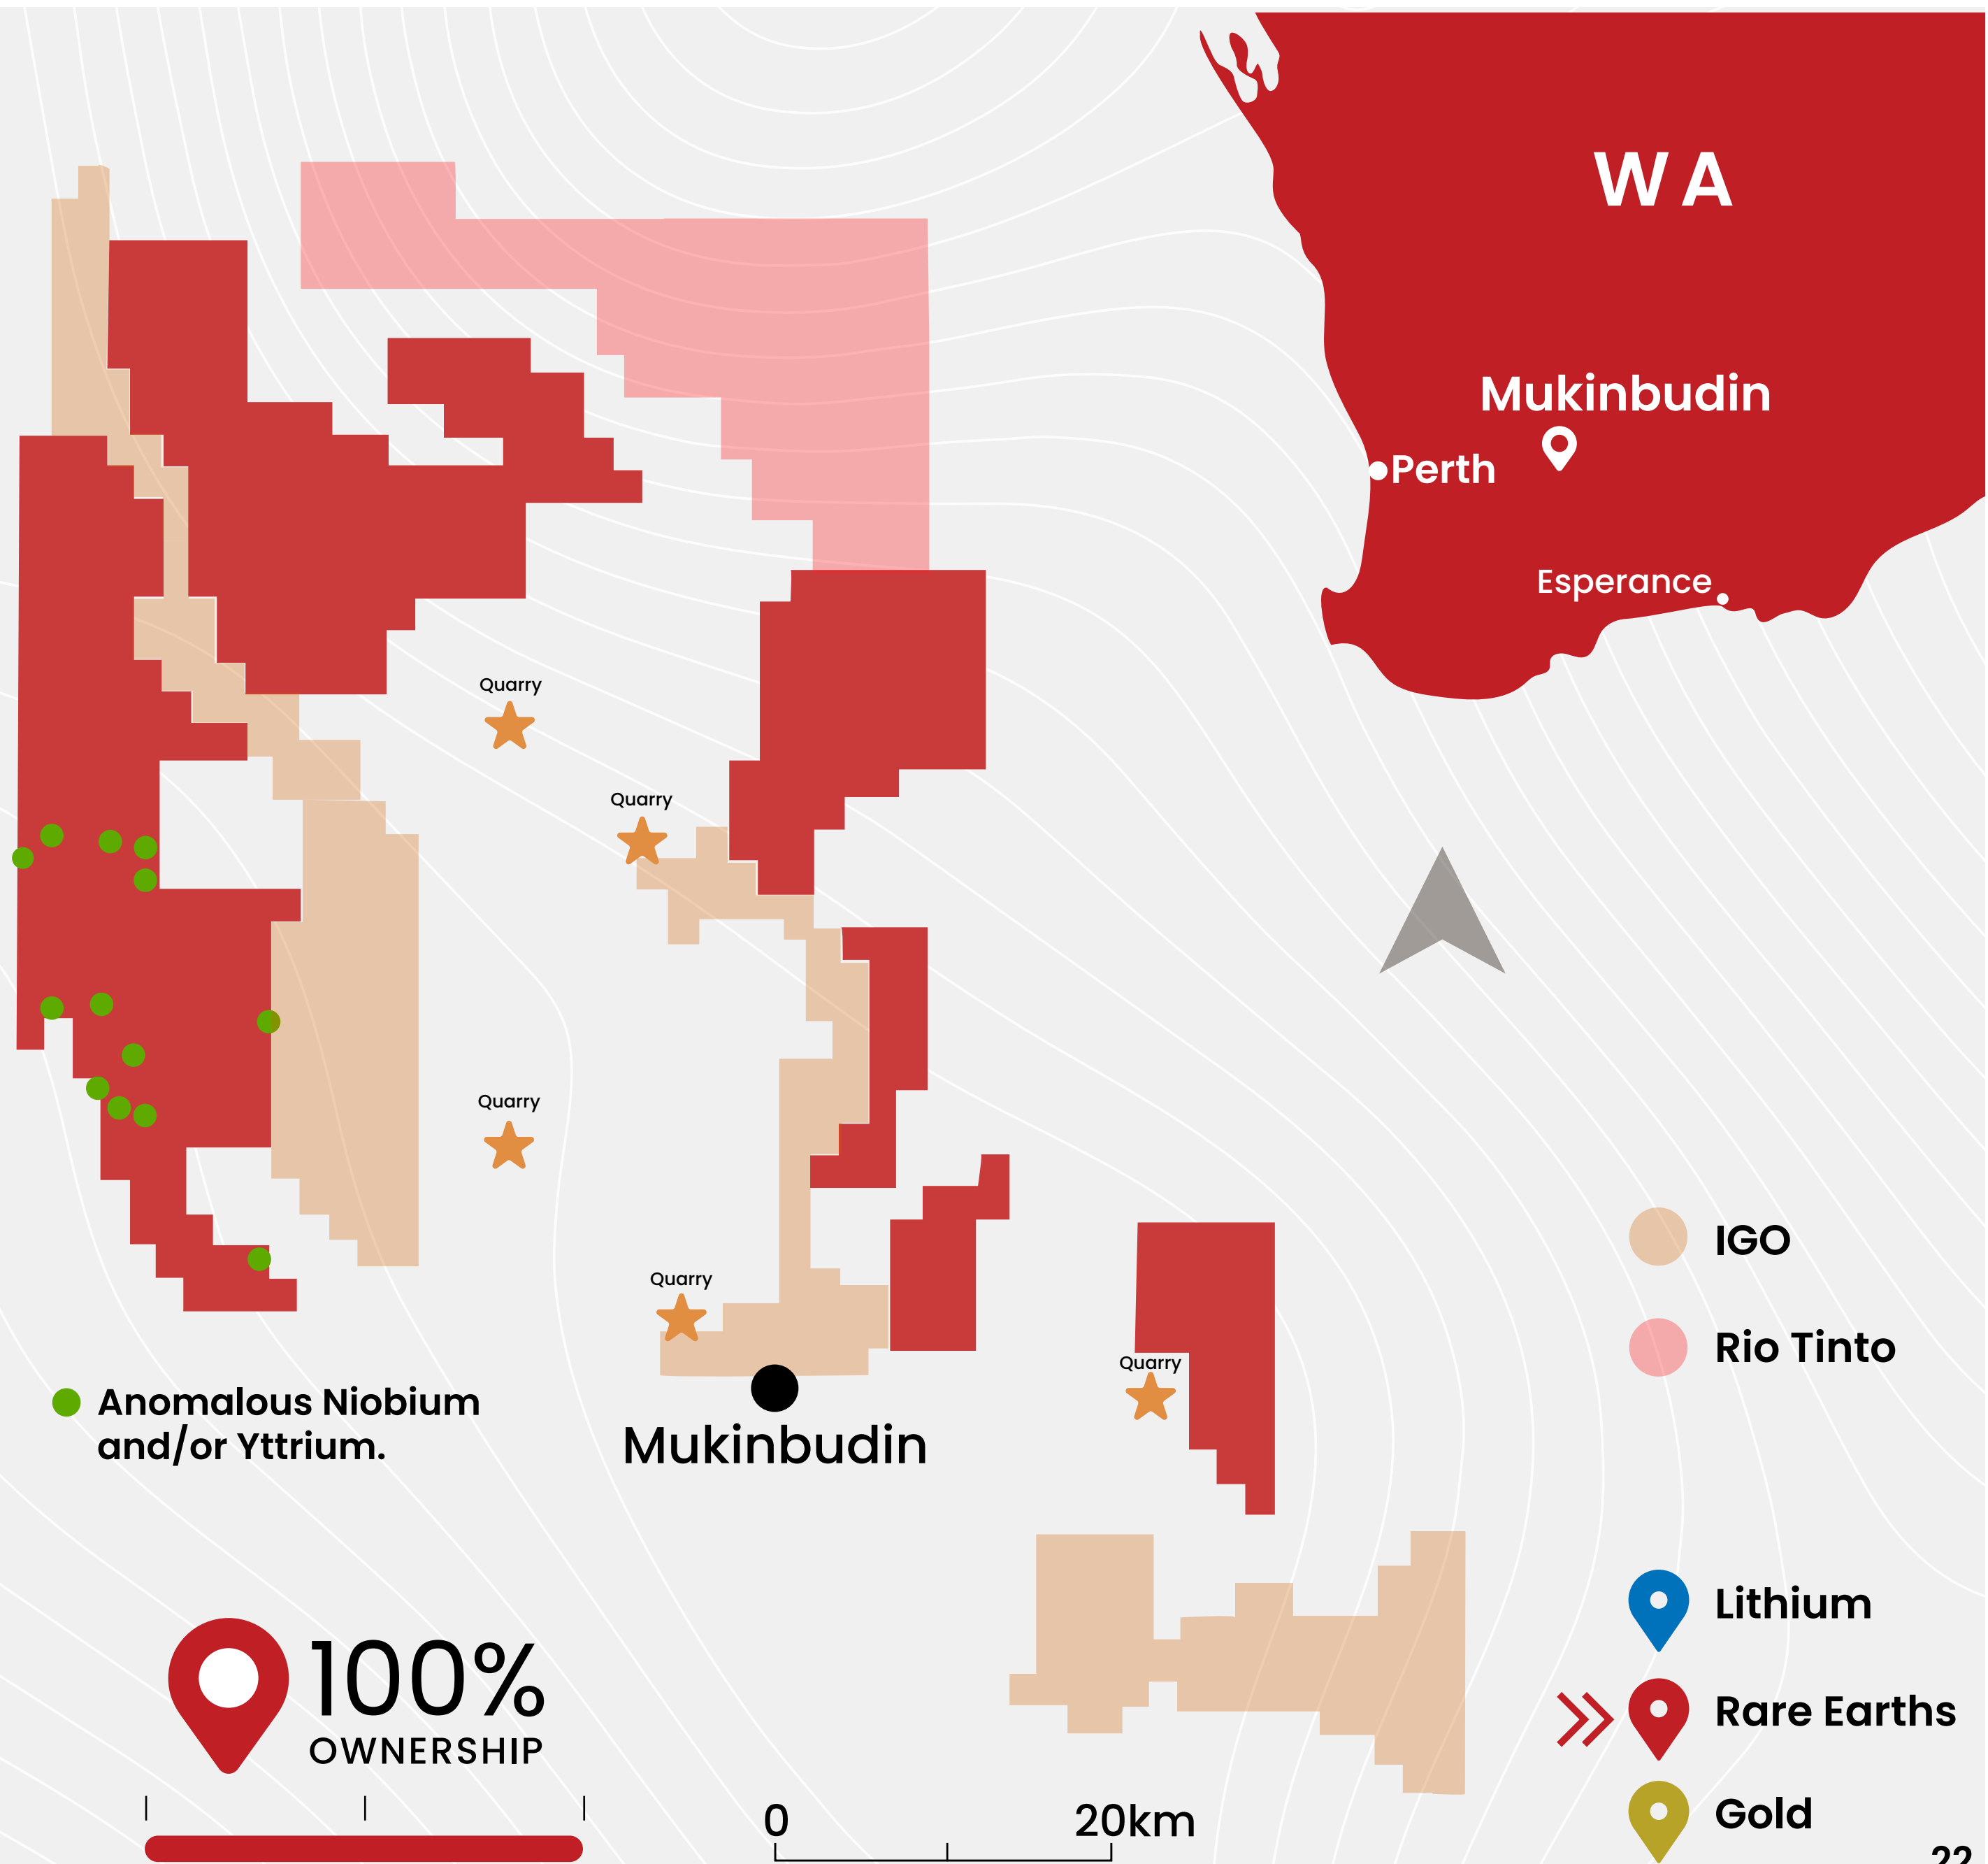 WA
Mukinbudin
Perth
Esperance
Quarry
Quarry
Quarry
Quarry
Quarry
IGO
Rio Tinto
Anomalous Niobium
and/or Yttrium.
Mukinbudin
Lithium
Rare Earths
Gold
100%
OWNERSHIP
0 20km
22